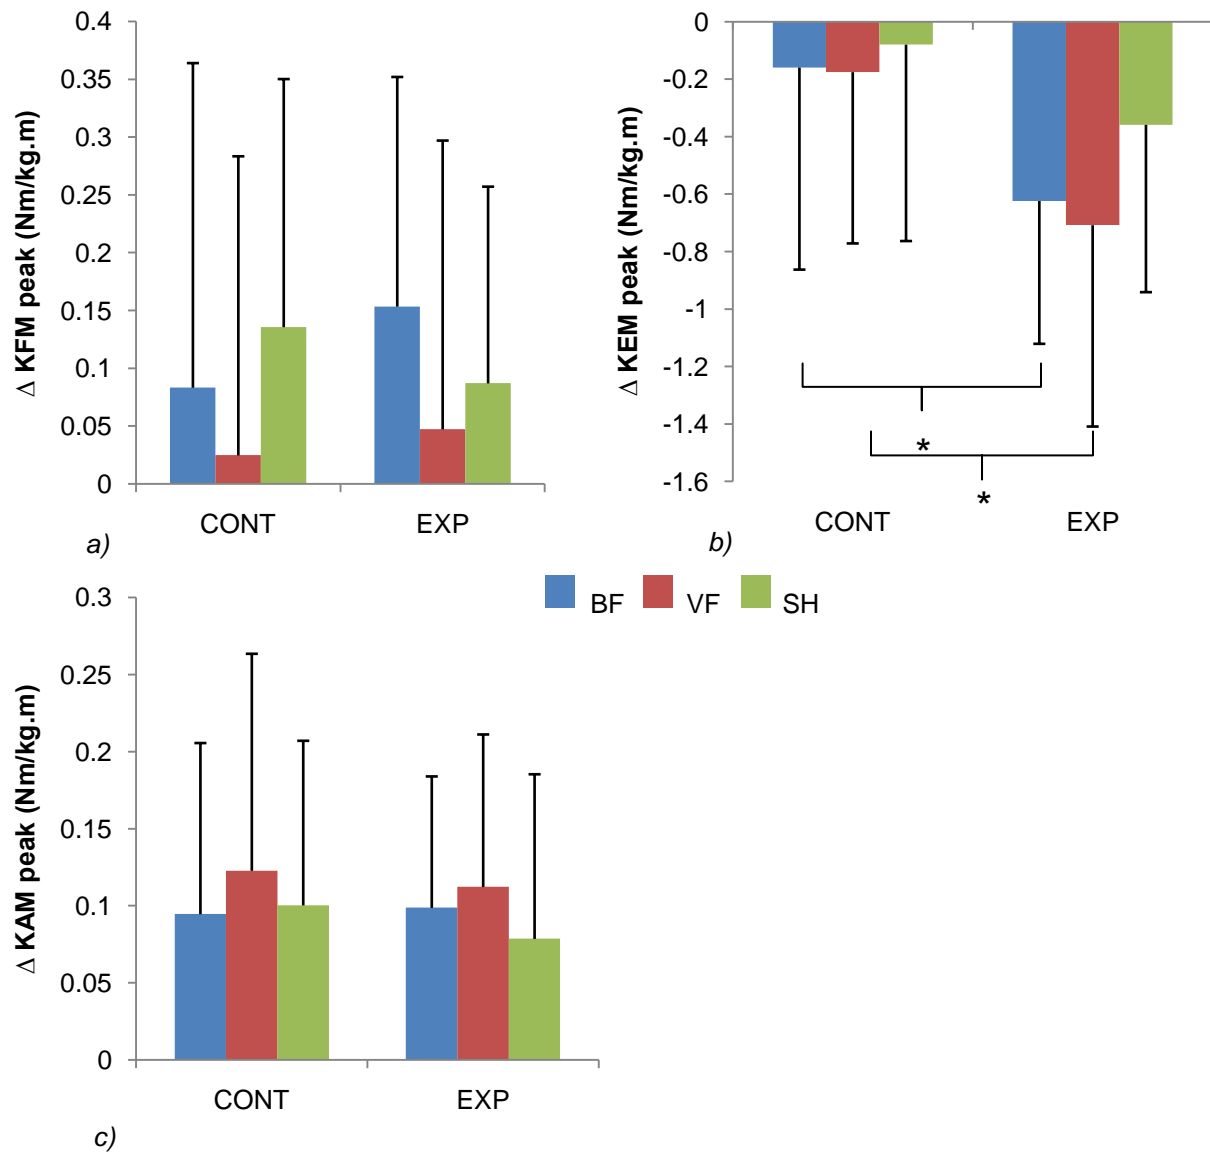 0.4
0.35
0.3
0.25
0.2
0.15
0.1
0.05
0
Δ KFM peak (Nm/kg.m)
CONT EXP
a)
0
-0.2
-0.4
-0.6
-0.8
-1
-1.2
-1.4
-1.6
Δ KEM peak (Nm/kg.m)
*
*
CONT EXP
b)
BF VF SH
0.3
0.25
0.2
0.15
0.1
0.05
0
Δ KAM peak (Nm/kg.m)
CONT EXP
c)